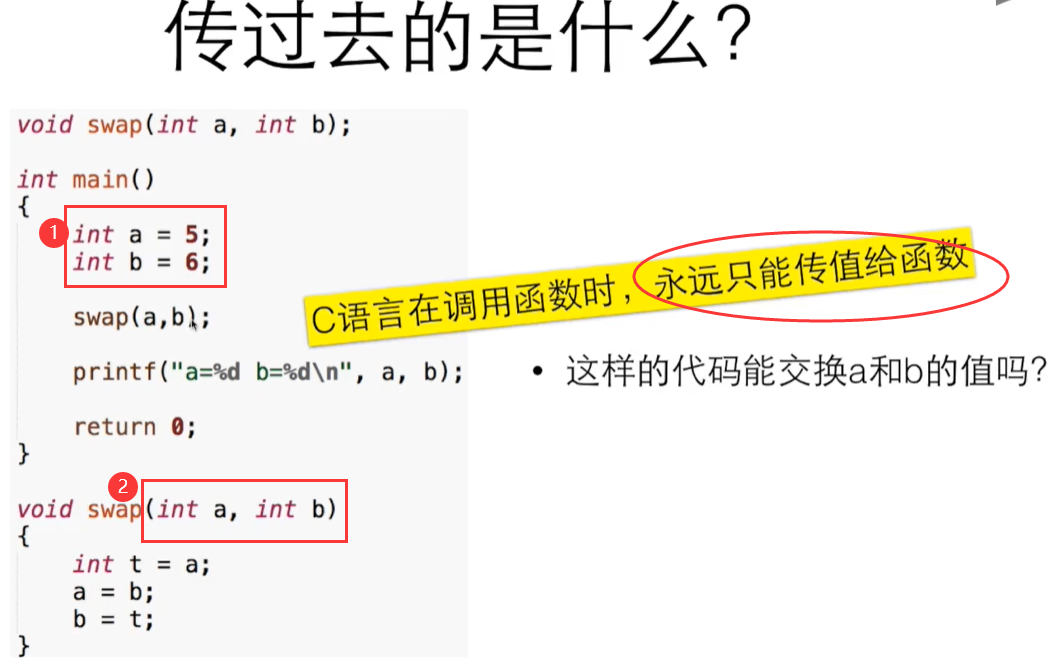 传过去的是什么?
void swap(int a, int b);
int main()
{
1
int a = 5;
int b = 6;
swap(a,b);
C语言在调用函数时，永远只能传值给函数
printf("a=%d b=%d\n", a, b);
• 这样的代码能交换a和b的值吗?
return 0;
}
2
void swap(int a, int b)
{
int t = a;
a = b;
b = t;
}